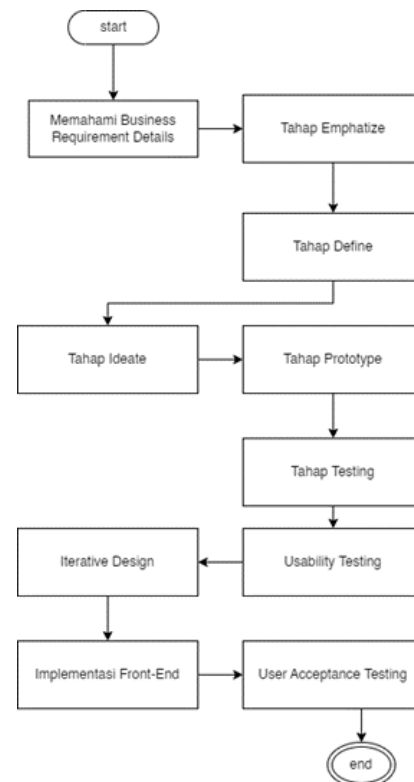 start
Memahami Business
Requirement Details
Tahap Emphatize
Tahap Define
Tahap Ideate
Tahap Prototype
Tahap Testing
Usability Testing
Iterative Design
Implementasi Front-End
User Acceptance Testing
end